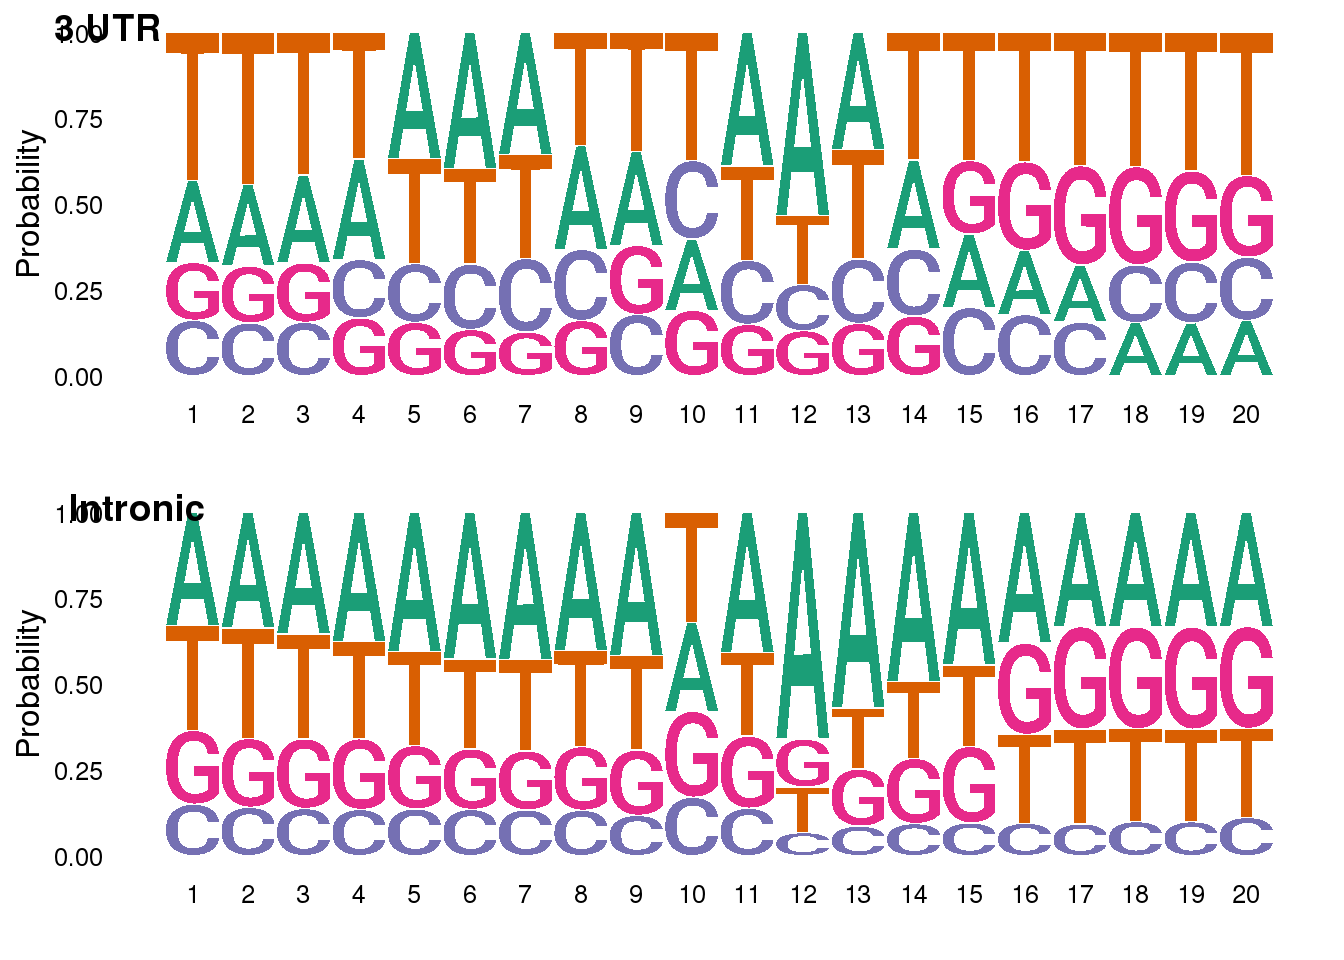 3 UTR
1.00
T T T T A A A T T T A A A T T T T T T T
0.75
A A A A T T T A A C T T T A G G G G G G
0.50
G G G C C C C C G A C C C C A A A C C C
0.25
C C C G G G G G C G G G G G C C C A A A
0.00
Probability
1 2 3 4 5 6 7 8 9 10 11 12 13 14 15 16 17 18 19 20
Intronic
1.00
A A A A A A A A A T A A A A A A A A A A
0.75
T T T T T T T T T A T G T T T G G G G G
0.50
G G G G G G G G G G G T G G G T T T T T
0.25
C C C C C C C C C C C C C C C C C C C C
0.00
Probability
1 2 3 4 5 6 7 8 9 10 11 12 13 14 15 16 17 18 19 20